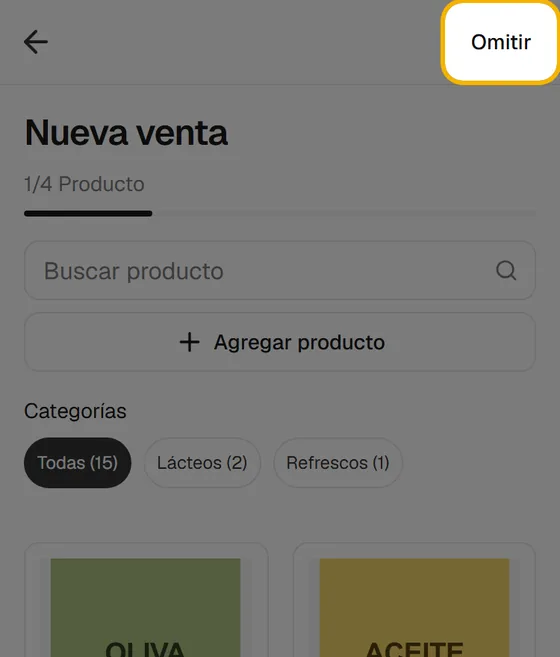 Omitir
Nueva venta
1/4 Producto
Buscar producto
Agregar producto
Categorías
Todas (15) Lácteos (2) Refrescos (1)
OLIVA ACEITE